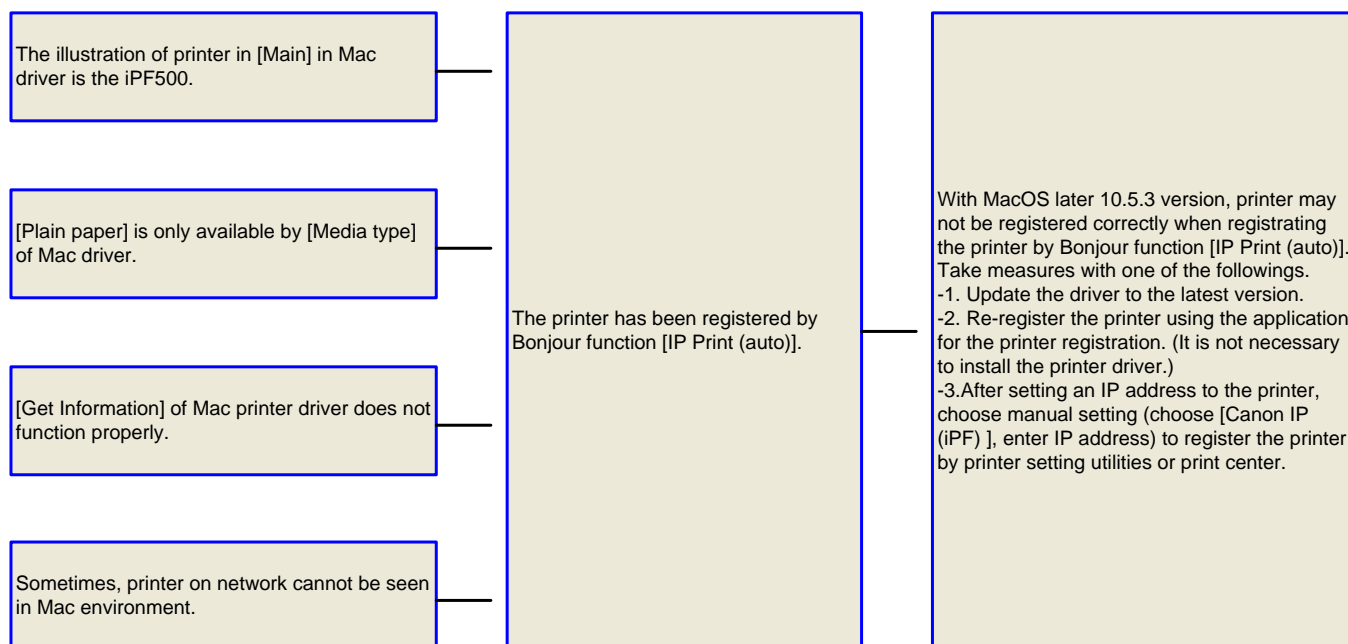 The illustration of printer in [Main] in Mac
driver is the iPF500.
[Plain paper] is only available by [Media type]
of Mac driver.
[Get Information] of Mac printer driver does not
function properly.
Sometimes, printer on network cannot be seen
in Mac environment.
The printer has been registered by
Bonjour function [IP Print (auto)].
With MacOS later 10.5.3 version, printer may
not be registered correctly when registrating
the printer by Bonjour function [IP Print (auto)].
Take measures with one of the followings.
-1. Update the driver to the latest version.
-2. Re-register the printer using the application
for the printer registration. (It is not necessary
to install the printer driver.)
-3.After setting an IP address to the printer,
choose manual setting (choose [Canon IP
(iPF) ], enter IP address) to register the printer
by printer setting utilities or print center.